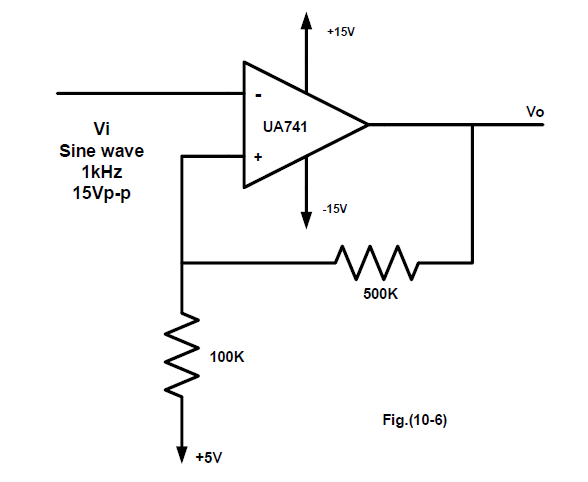 +15V
Vo
-
UA741
Vi
Sine wave
1kHz
15Vp-p
+
-15V
500K
100K
Fig.(10-6)
+5V